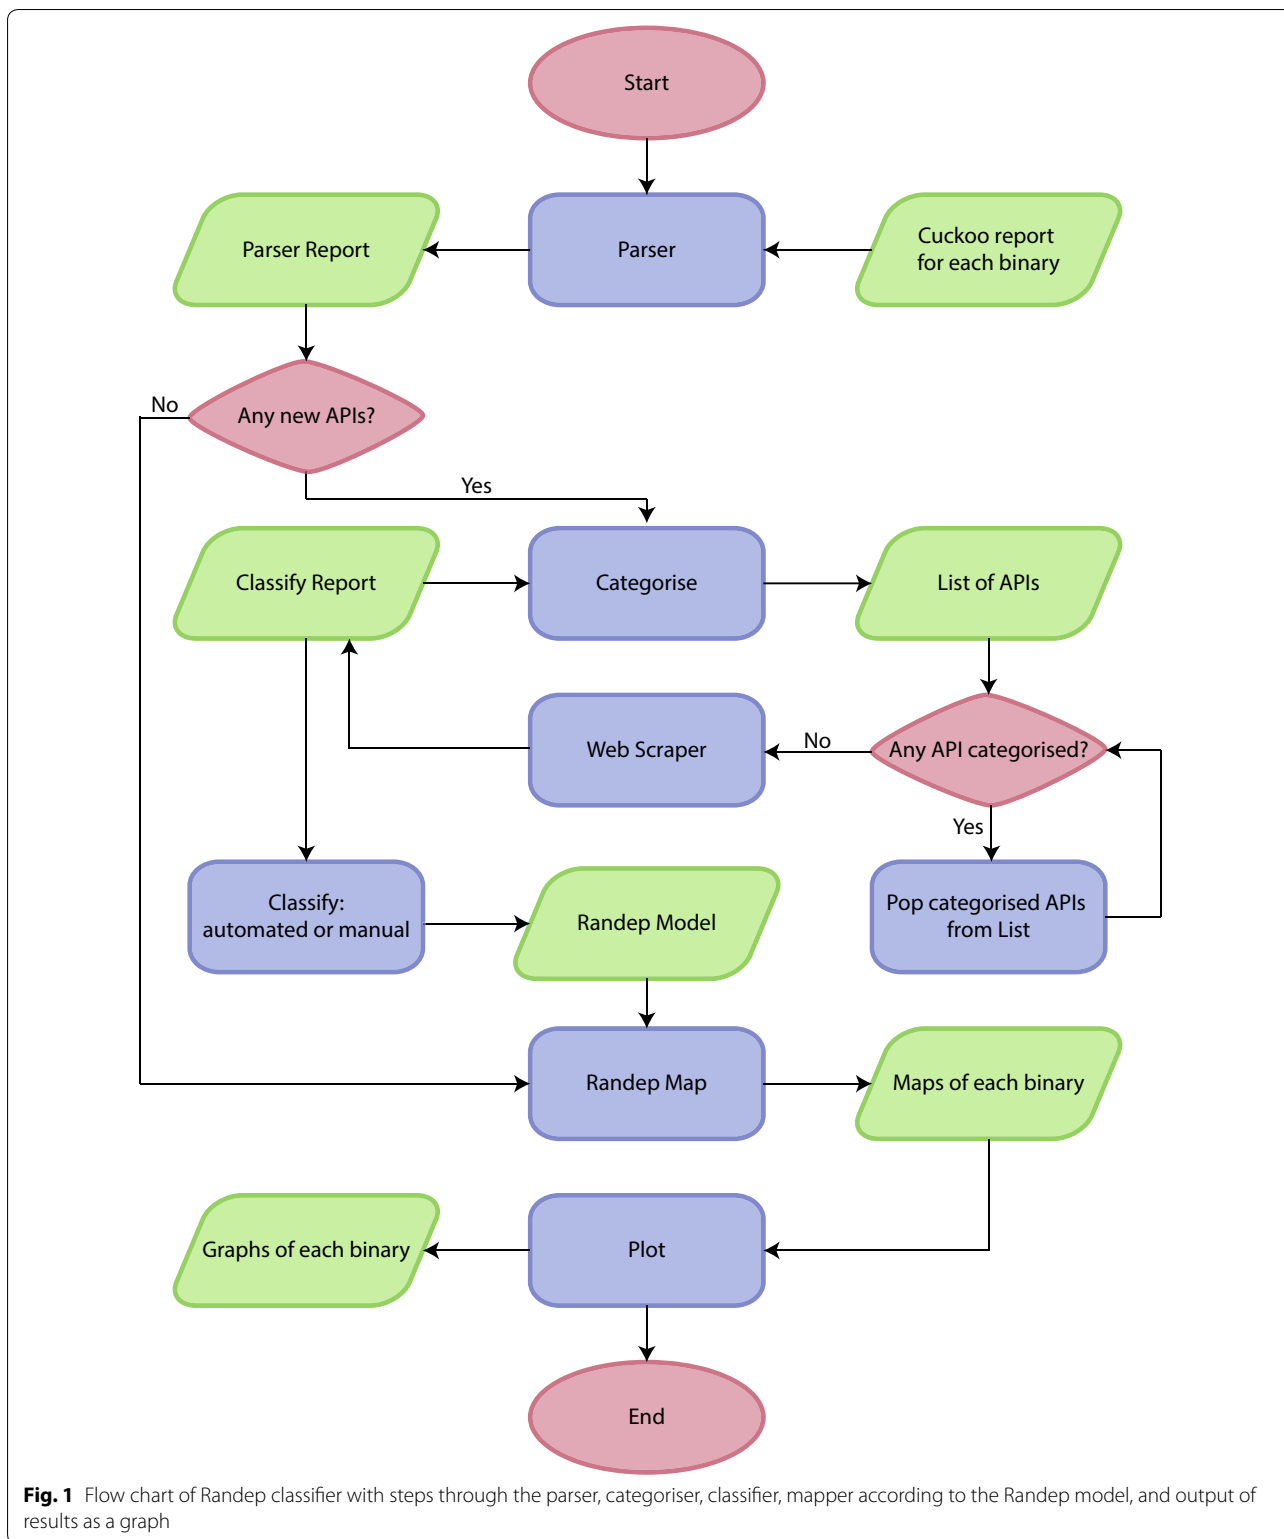 Start
Parser Report
Parser
Cuckoo report
for each binary
Any new APIs?
No
Yes
Classify Report
Categorise
List of APIs
Web Scraper
No
Any API categorised?
Yes
Classify:
automated or manual
Randep Model
Pop categorised APIs
from List
Randep Map
Maps of each binary
Graphs of each binary
Plot
End
Fig. 1 Flow chart of Randep classifier with steps through the parser, categoriser, classifier, mapper according to the Randep model, and output of
results as a graph